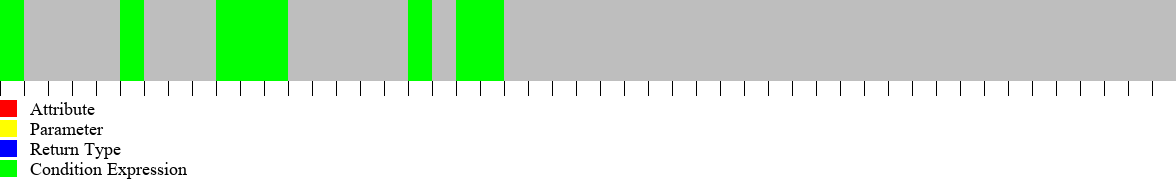 Attribute
Parameter
Return Type
Condition Expression